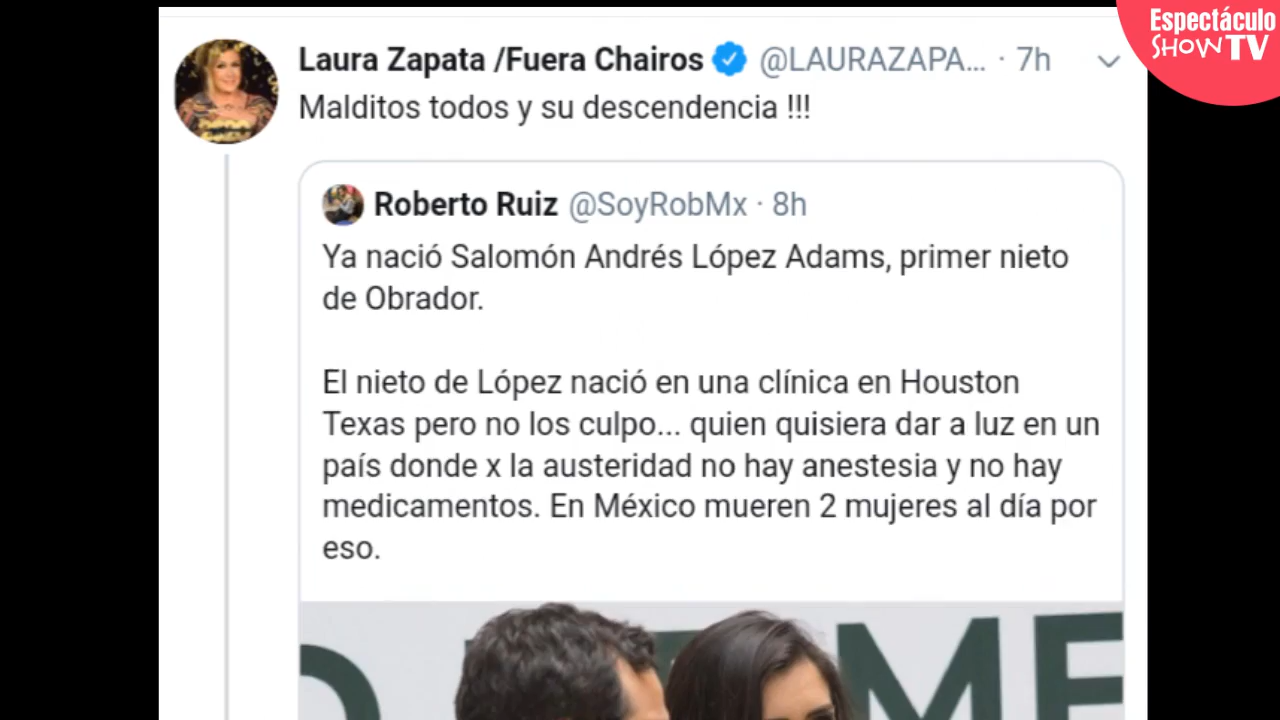 Espectáculo
SHOW TV
Laura Zapata /Fuera Chairos @LAURAZAPA... · 7h
Malditos todos y su descendencia !!!
Roberto Ruiz @SoyRobMx · 8h
Ya nació Salomón Andrés López Adams, primer nieto
de Obrador.
El nieto de López nació en una clínica en Houston
Texas pero no los culpo... quien quisiera dar a luz en un
país donde x la austeridad no hay anestesia y no hay
medicamentos. En México mueren 2 mujeres al día por
eso.
ME